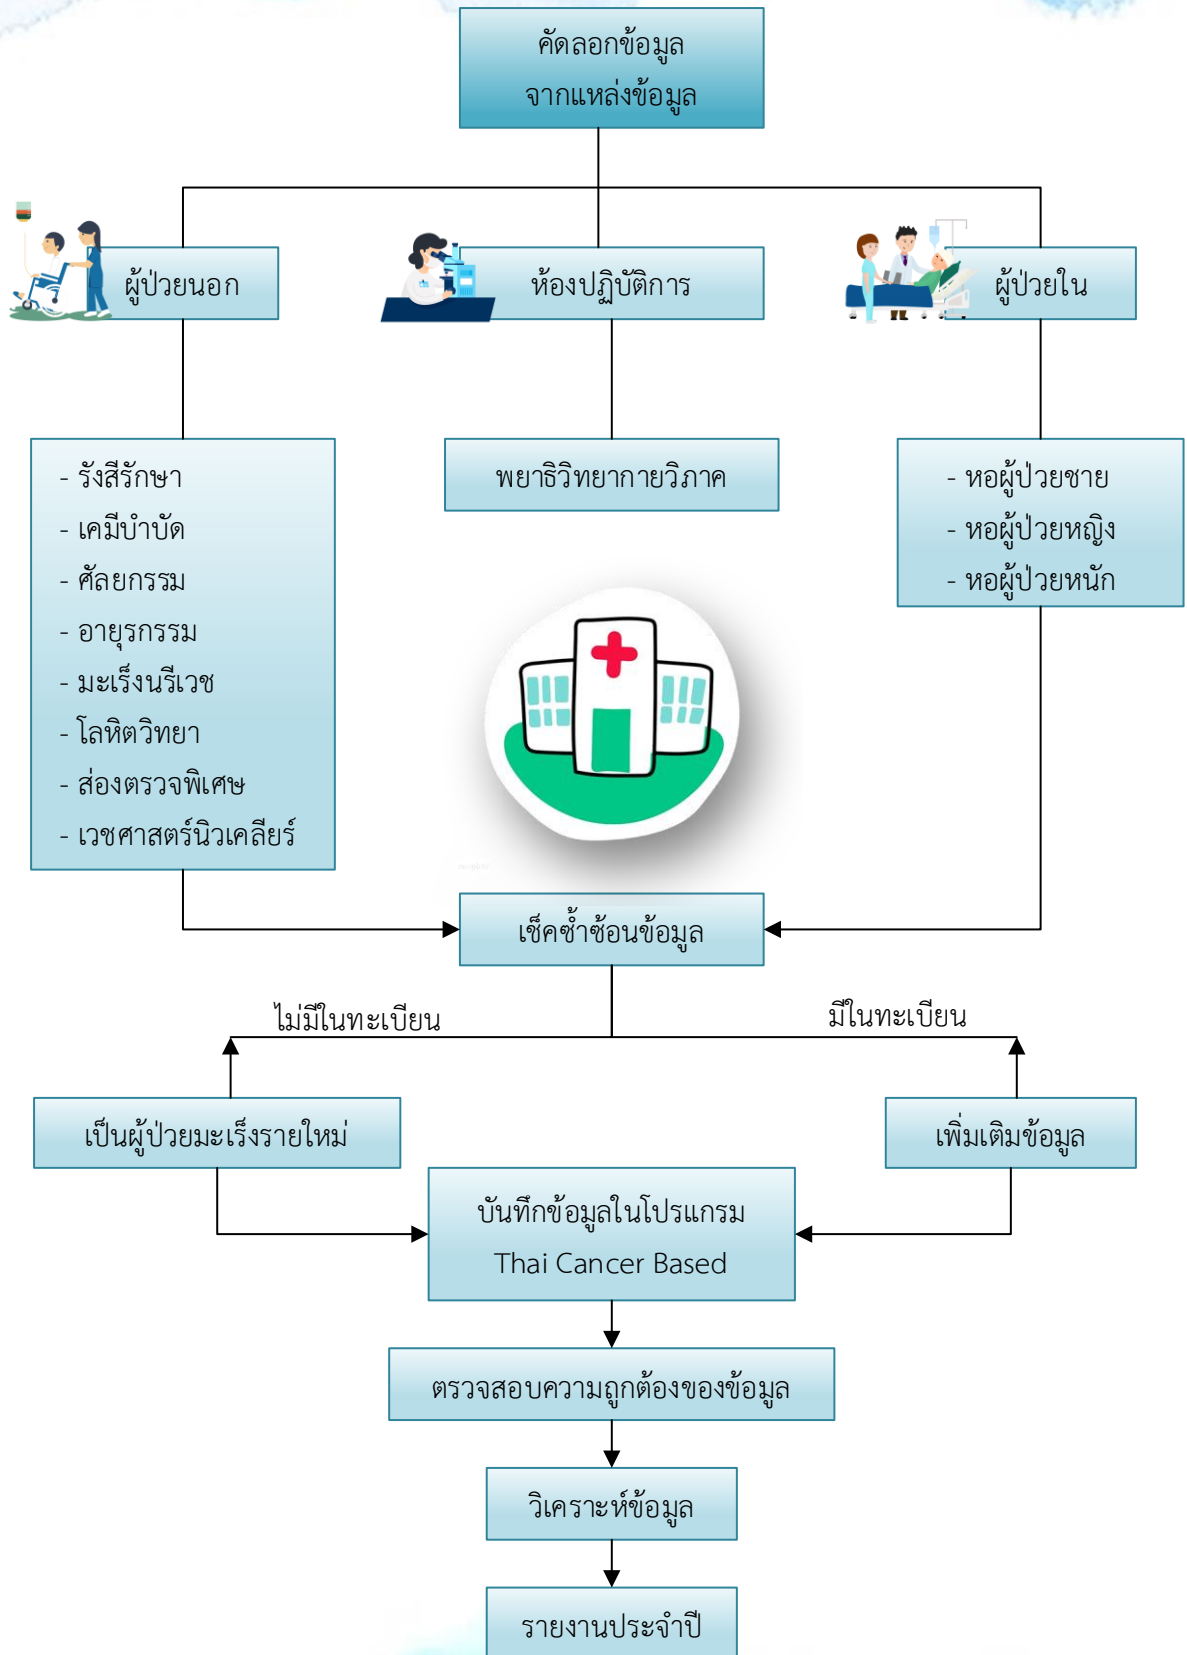 คัดลอกข้อมูล
จากแหล่งข้อมูล
ผู้ป่วยนอก
ห้องปฏิบัติการ
ผู้ป่วยใน
- รังสีรักษา
- เคมีบำบัด
- ศัลยกรรม
- อายุรกรรม
- มะเร็งนรีเวช
- โลหิตวิทยา
- ส่องตรวจพิเศษ
- เวชศาสตร์นิวเคลียร์
พยาธิวิทยากายวิภาค
- หอผู้ป่วยชาย
- หอผู้ป่วยหญิง
- หอผู้ป่วยหนัก
เช็คซ้ำซ้อนข้อมูล
ไม่มีในทะเบียน
มีในทะเบียน
เป็นผู้ป่วยมะเร็งรายใหม่
เพิ่มเติมข้อมูล
บันทึกข้อมูลในโปรแกรม
Thai Cancer Based
ตรวจสอบความถูกต้องของข้อมูล
วิเคราะห์ข้อมูล
รายงานประจำปี